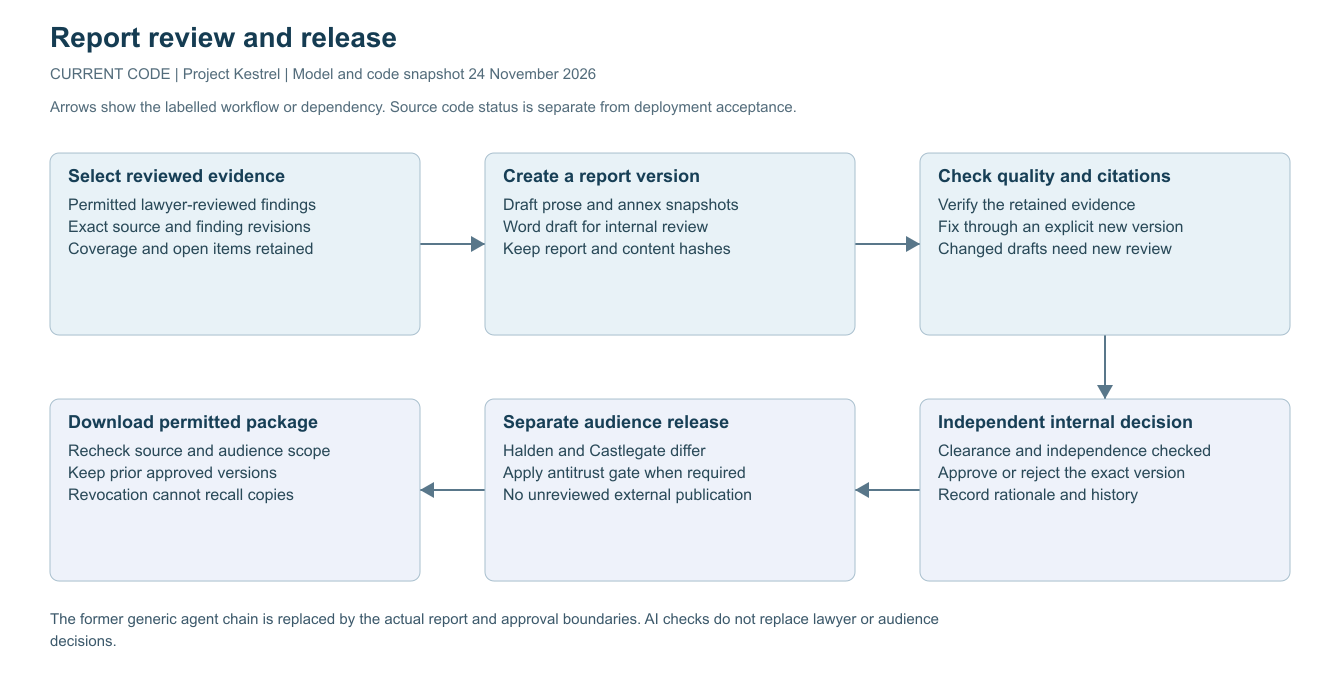 Report review and release
CURRENT CODE | Project Kestrel | Model and code snapshot 24 November 2026
Arrows show the labelled workflow or dependency. Source code status is separate from deployment acceptance.
Select reviewed evidence
Permitted lawyer-reviewed findings
Exact source and finding revisions
Coverage and open items retained
Create a report version
Draft prose and annex snapshots
Word draft for internal review
Keep report and content hashes
Check quality and citations
Verify the retained evidence
Fix through an explicit new version
Changed drafts need new review
Download permitted package
Recheck source and audience scope
Keep prior approved versions
Revocation cannot recall copies
Separate audience release
Halden and Castlegate differ
Apply antitrust gate when required
No unreviewed external publication
Independent internal decision
Clearance and independence checked
Approve or reject the exact version
Record rationale and history
The former generic agent chain is replaced by the actual report and approval boundaries. AI checks do not replace lawyer or audience
decisions.